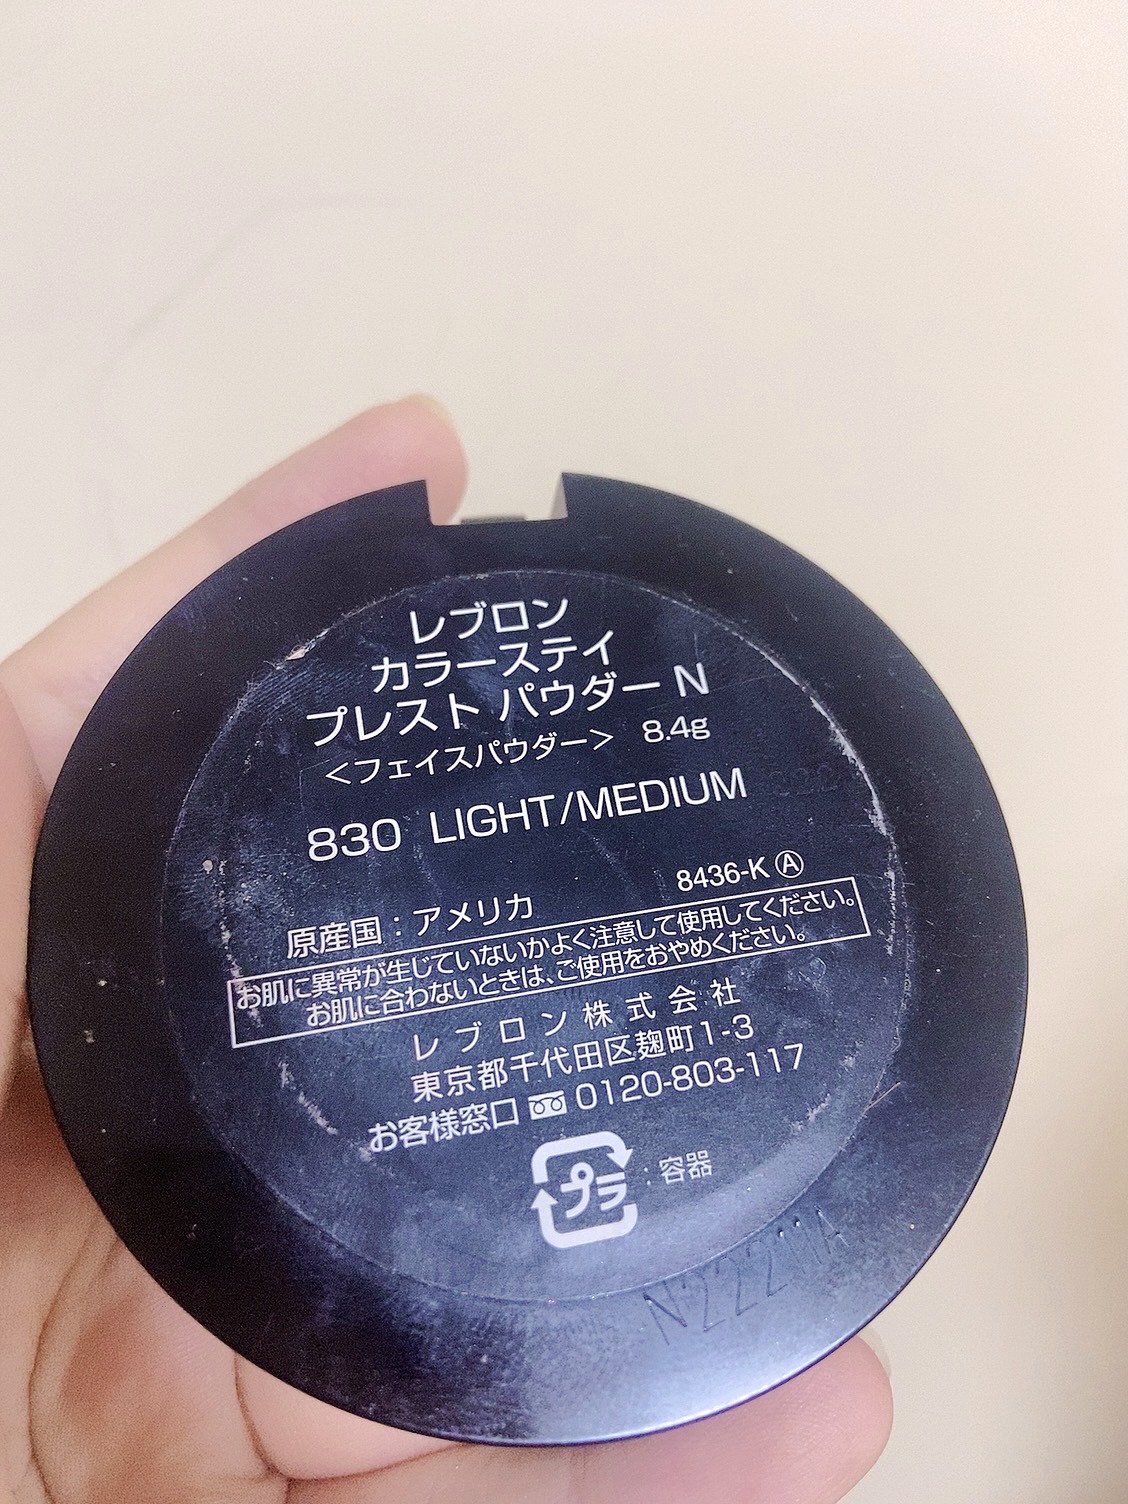 レブロン
カラーステイ
プレスト パウダー N
＜フェイスパウダー＞ 8.4g
830 LIGHT/MEDIUM
8436-K Ⓐ
原産国：アメリカ
お肌に異常が生じていないかよく注意して使用してください。
お肌に合わないときは、ご使用をおやめください。
レブロン株式会社
東京都千代田区麹町1-3
お客様窓口 0120-803-117
プラ：容器